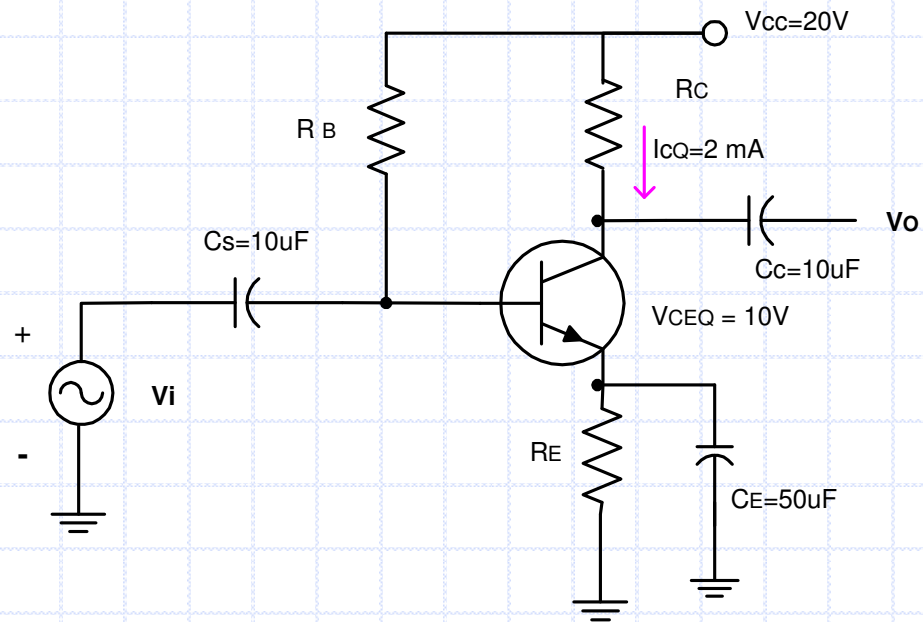 Vcc=20V
RC
R B
IcQ=2 mA
Vo
Cs=10uF
Cc=10uF
VCEQ = 10V
+
Vi
-
RE
CE=50uF